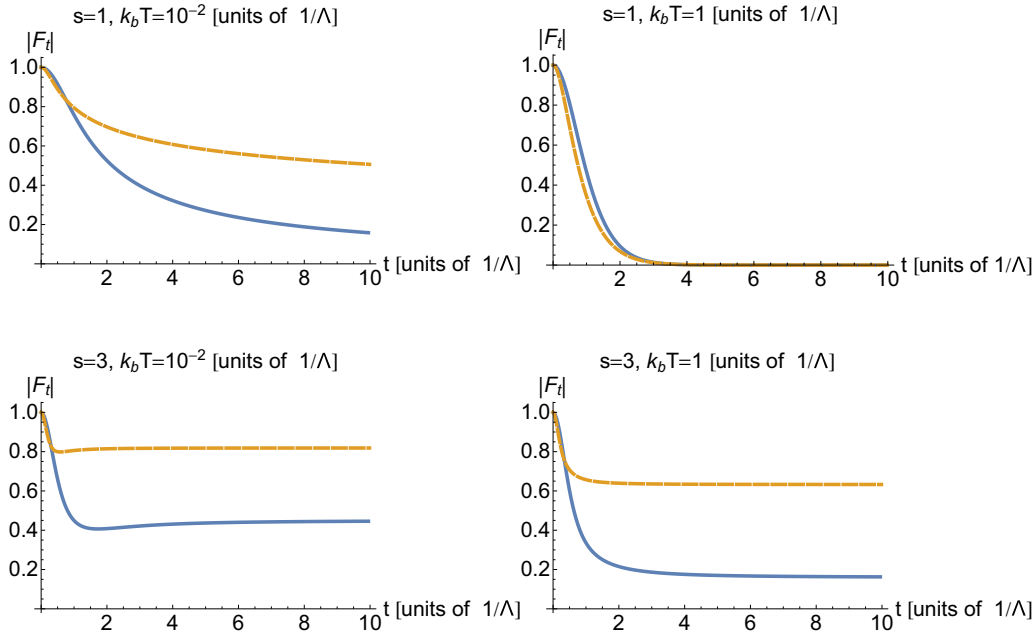 s=1, k_bT=10⁻² [units of 1/Λ]
|F_t|
1.0
0.8
0.6
0.4
0.2
2 4 6 8 10
t [units of 1/Λ]
s=1, k_bT=1 [units of 1/Λ]
|F_t|
1.0
0.8
0.6
0.4
0.2
2 4 6 8 10
t [units of 1/Λ]
s=3, k_bT=10⁻² [units of 1/Λ]
|F_t|
1.0
0.8
0.6
0.4
0.2
2 4 6 8 10
t [units of 1/Λ]
s=3, k_bT=1 [units of 1/Λ]
|F_t|
1.0
0.8
0.6
0.4
0.2
2 4 6 8 10
t [units of 1/Λ]